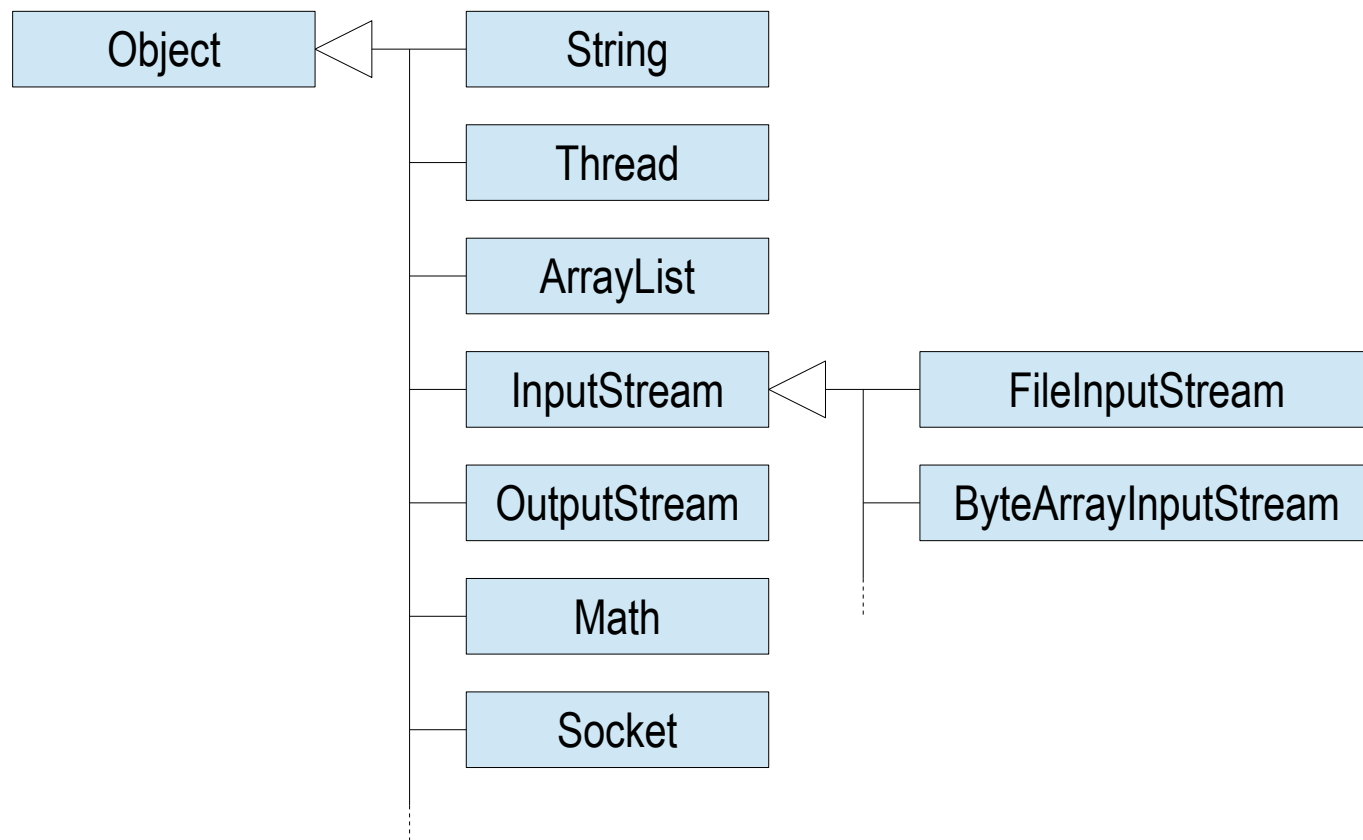 Object
String
Thread
ArrayList
InputStream
FileInputStream
OutputStream
ByteArrayInputStream
Math
Socket